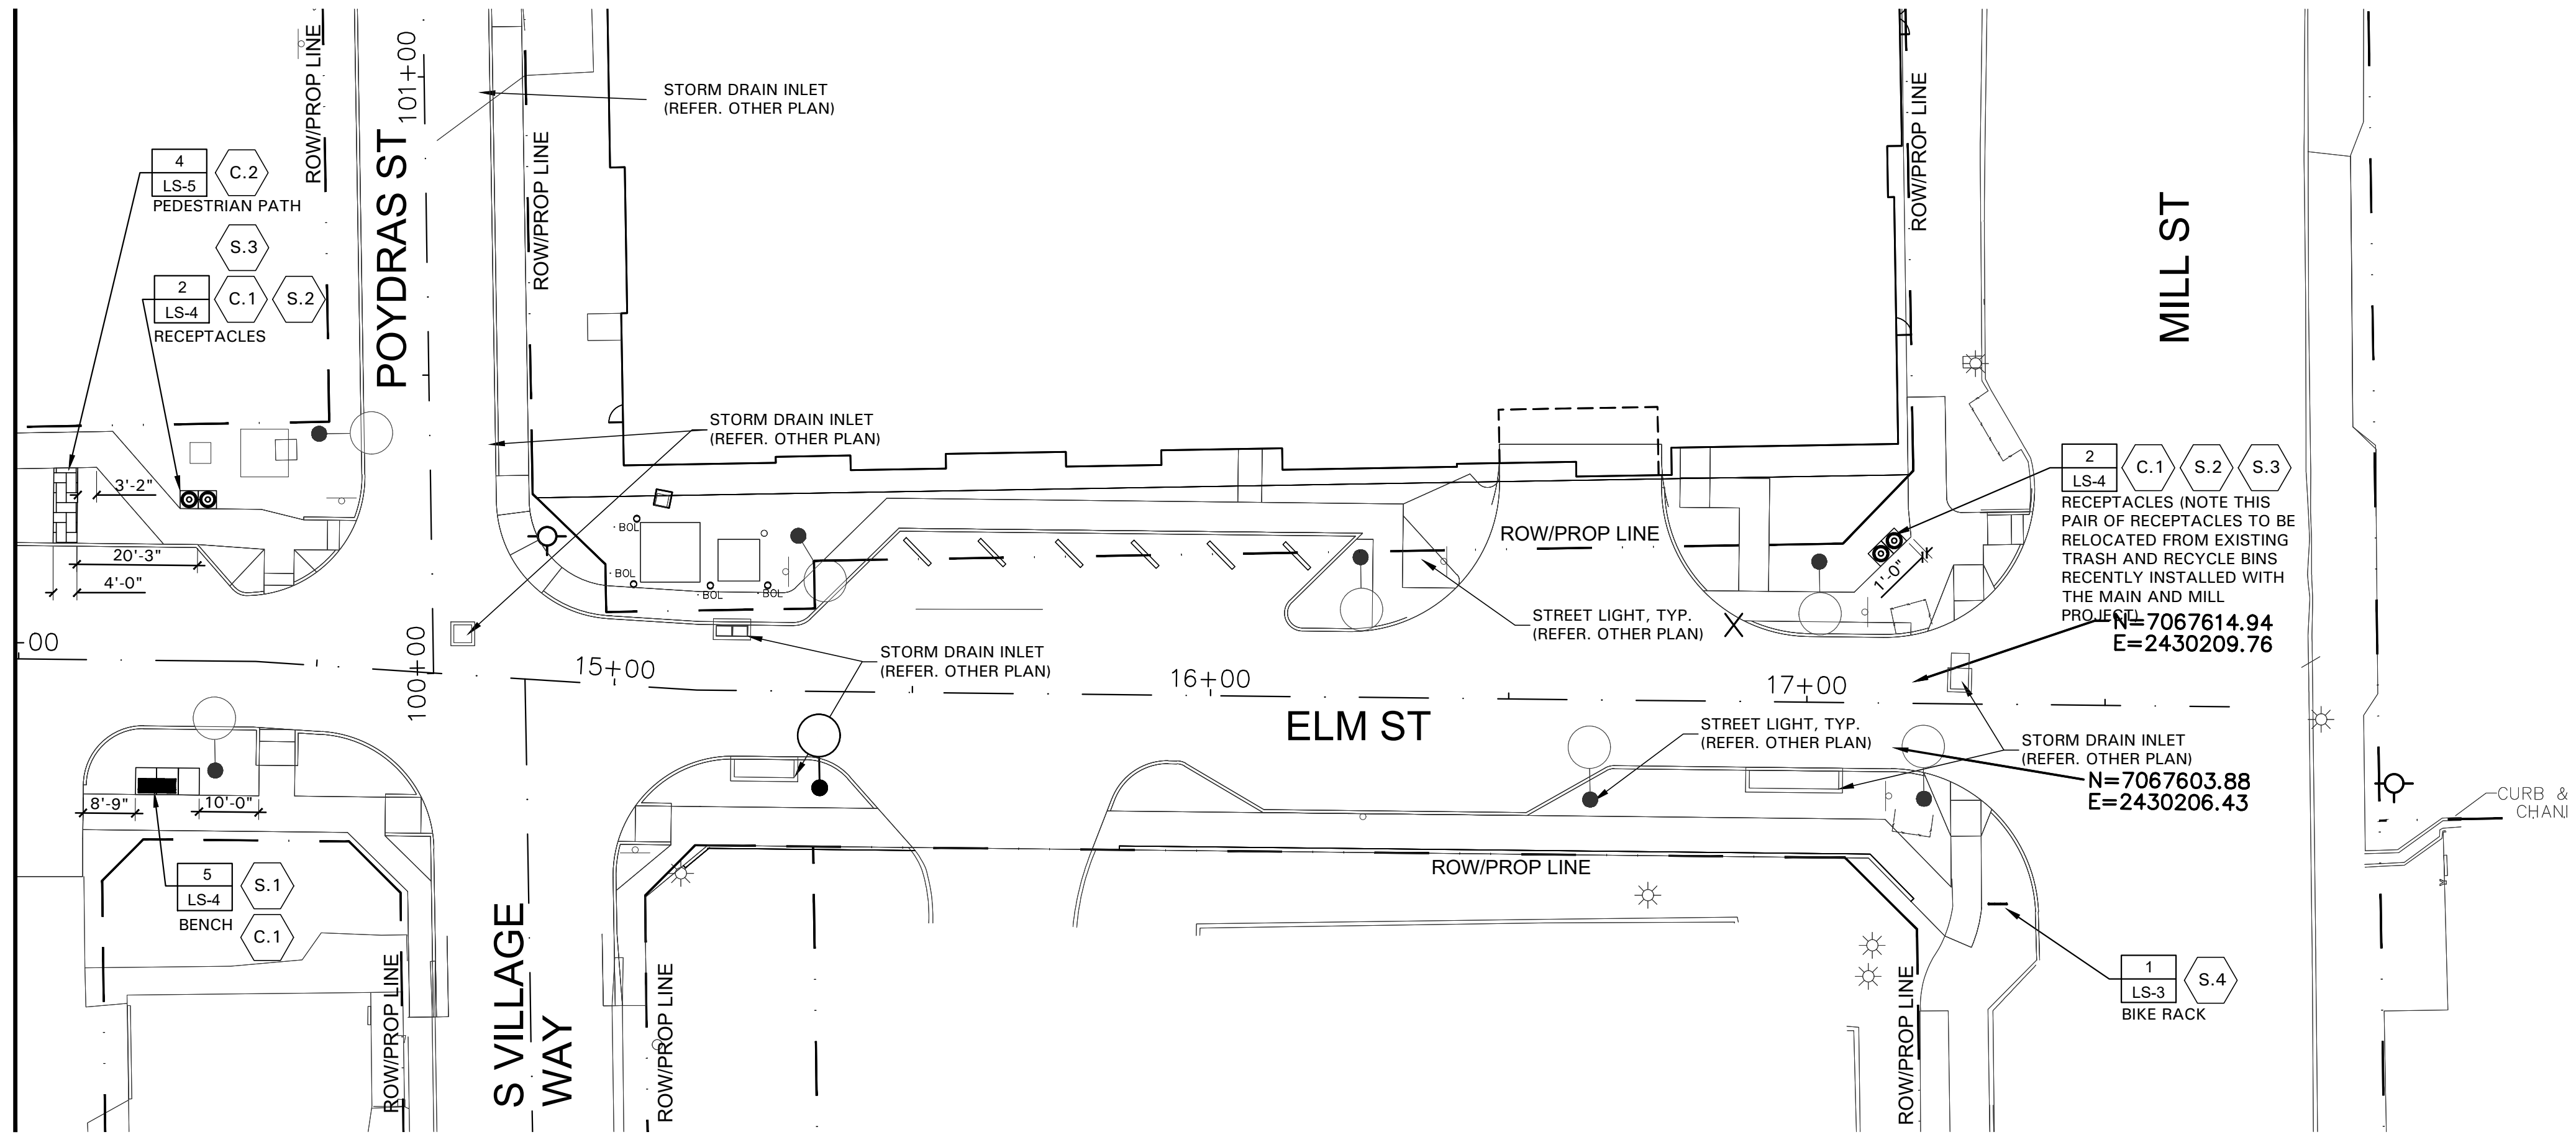 ROW/PROP LINE
101+00
POYDRAS ST
STORM DRAIN INLET
(REFER. OTHER PLAN)
ROW/PROP LINE
ROW/PROP LINE
MILL ST
4
LS-5
C.2
PEDESTRIAN PATH
S.3
2
LS-4
C.1
S.2
RECEPTACLES
STORM DRAIN INLET
(REFER. OTHER PLAN)
3'-2"
20'-3"
4'-0"
BOL
BOL
BOL
BOL
ROW/PROP LINE
2
LS-4
C.1
S.2
S.3
RECEPTACLES (NOTE THIS
PAIR OF RECEPTACLES TO BE
RELOCATED FROM EXISTING
TRASH AND RECYCLE BINS
RECENTLY INSTALLED WITH
THE MAIN AND MILL
PROJECT)
1'-0"
N=7067614.94
E=2430209.76
STREET LIGHT, TYP.
(REFER. OTHER PLAN)
-00
100+00
15+00
STORM DRAIN INLET
(REFER. OTHER PLAN)
16+00
17+00
ELM ST
STREET LIGHT, TYP.
(REFER. OTHER PLAN)
STORM DRAIN INLET
(REFER. OTHER PLAN)
N=7067603.88
E=2430206.43
CURB &
CHANI
8'-9"
10'-0"
5
LS-4
S.1
BENCH
C.1
ROW/PROP LINE
ROW/PROP LINE
S VILLAGE
WAY
ROW/PROP LINE
ROW/PROP LINE
1
LS-3
S.4
BIKE RACK